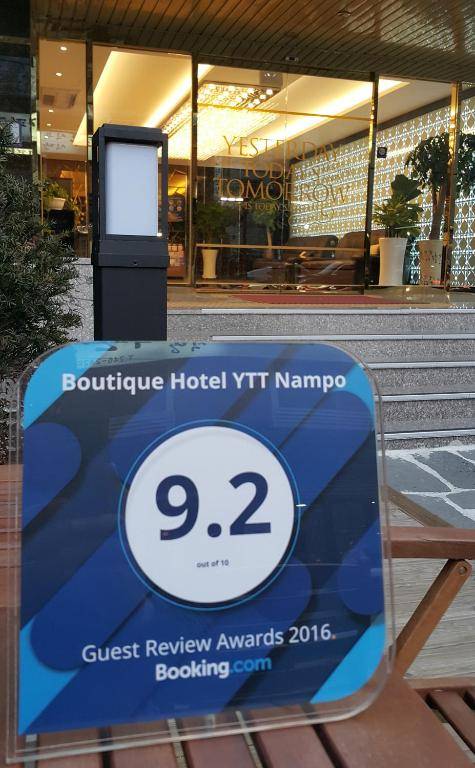 YESTERDAY
TODAY
TOMORROW
Boutique Hotel YTT Nampo
9.2
out of 10
Guest Review Awards 2016.
Booking.com